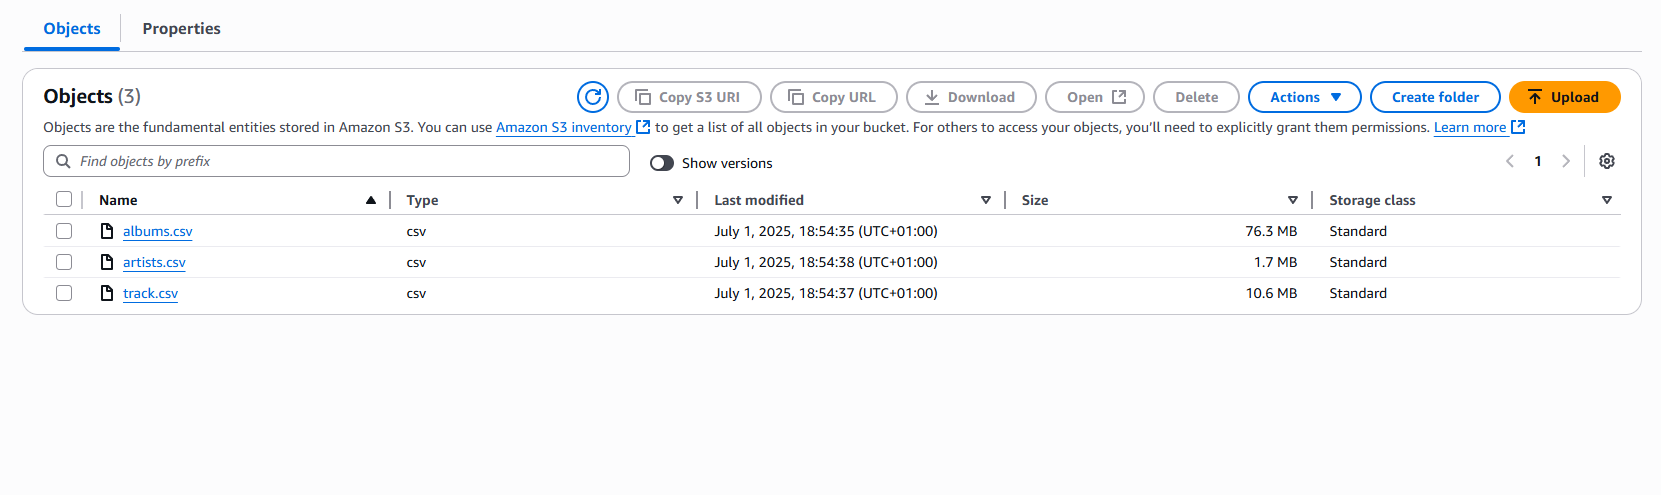 Objects Properties
Objects (3) Copy S3 URI Copy URL Download Open Delete Actions Create folder Upload
Objects are the fundamental entities stored in Amazon S3. You can use Amazon S3 inventory to get a list of all objects in your bucket. For others to access your objects, you'll need to explicitly grant them permissions. Learn more
Find objects by prefix Show versions 1
Name Type Last modified Size Storage class
albums.csv csv July 1, 2025, 18:54:35 (UTC+01:00) 76.3 MB Standard
artists.csv csv July 1, 2025, 18:54:38 (UTC+01:00) 1.7 MB Standard
track.csv csv July 1, 2025, 18:54:37 (UTC+01:00) 10.6 MB Standard